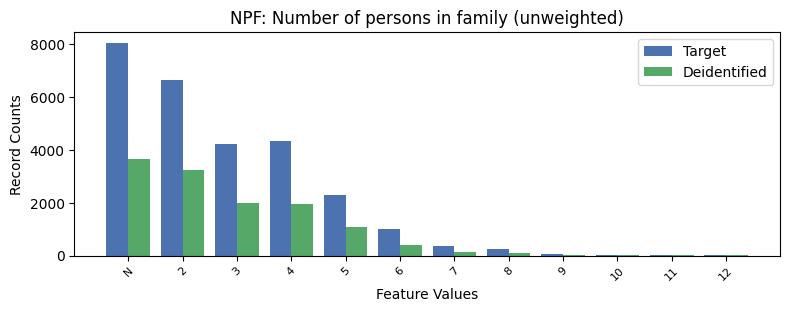 NPF: Number of persons in family (unweighted)
Target
Deidentified
Record Counts
8000
6000
4000
2000
0
N 2 3 4 5 6 7 8 9 10 11 12
Feature Values